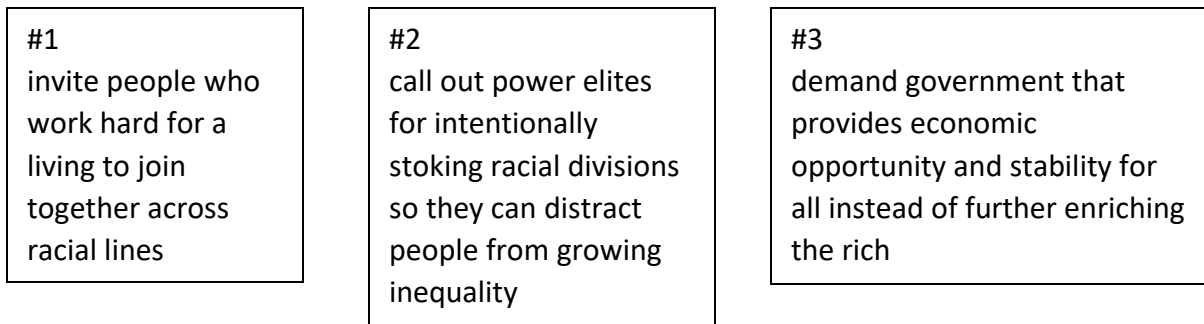 #1
invite people who
work hard for a
living to join
together across
racial lines
#2
call out power elites
for intentionally
stoking racial divisions
so they can distract
people from growing
inequality
#3
demand government that
provides economic
opportunity and stability for
all instead of further enriching
the rich